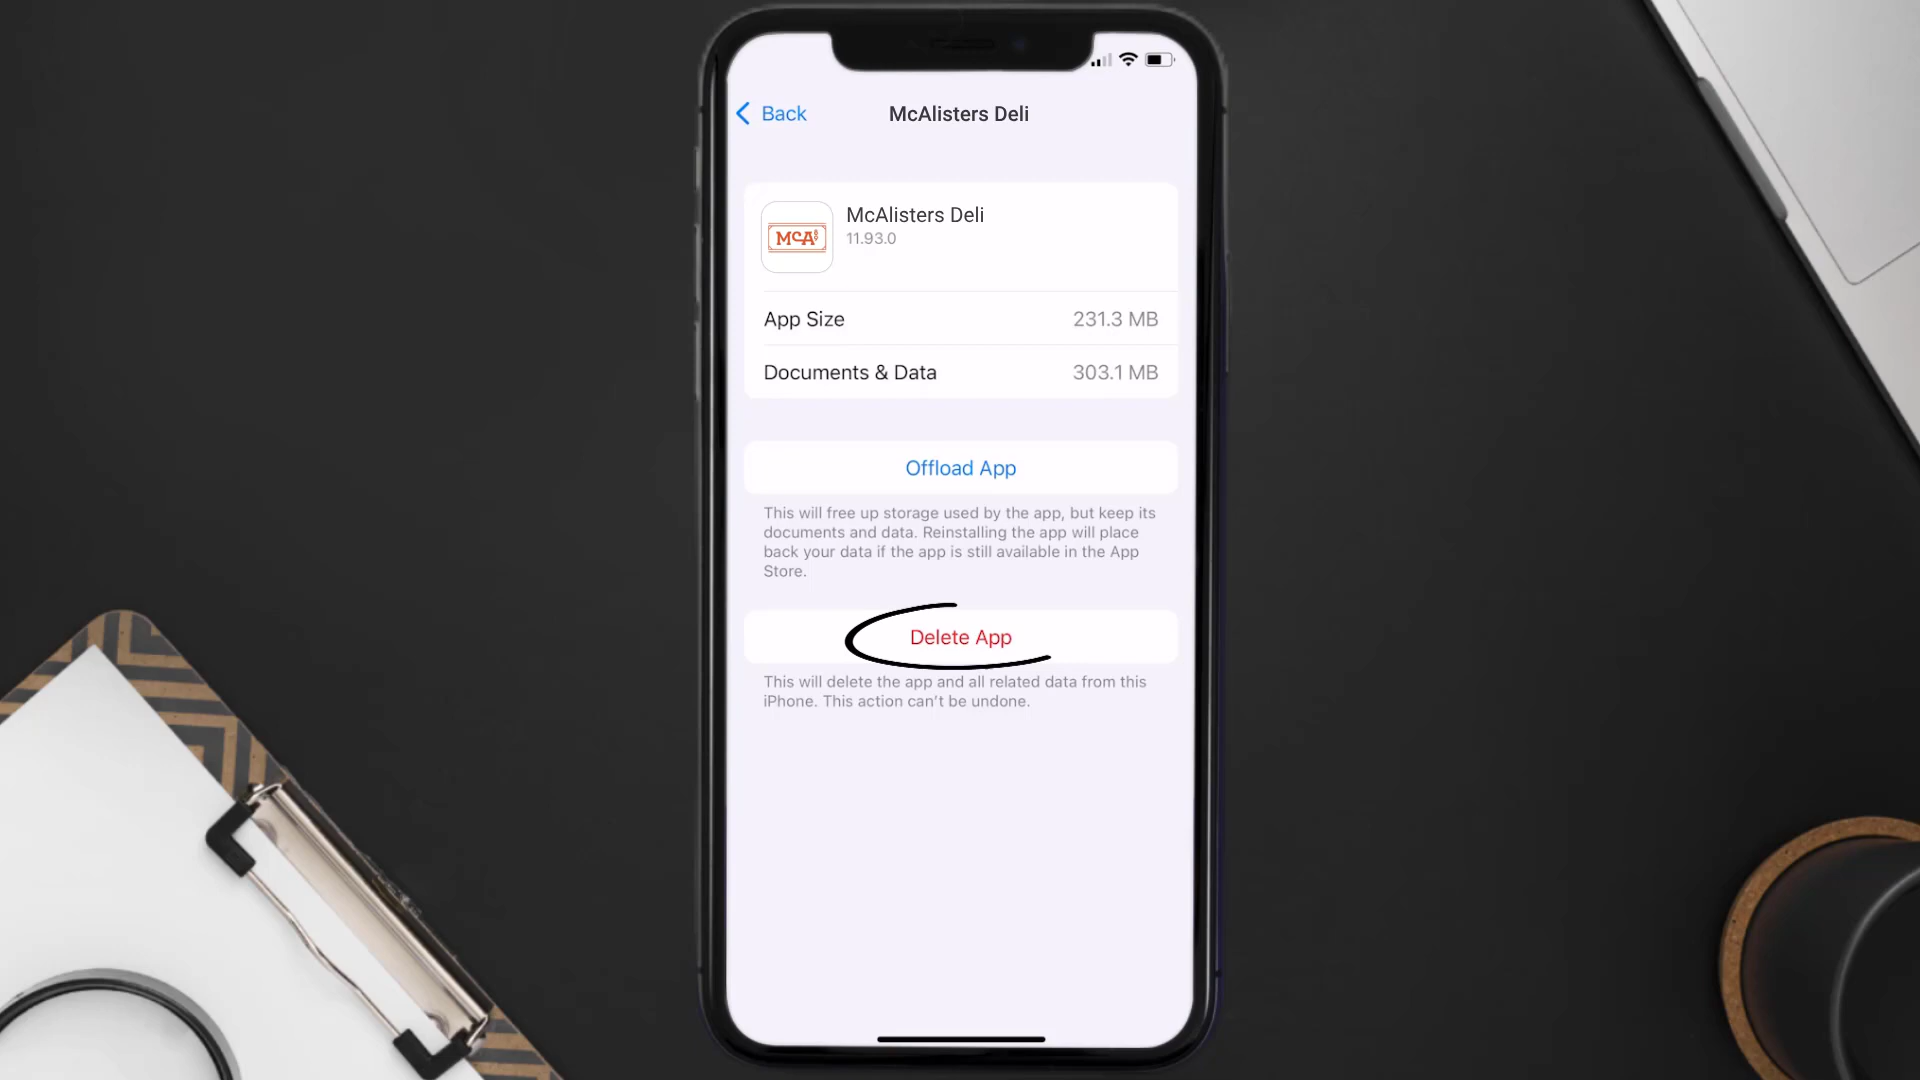 Back
McAlisters Deli
MCA
McAlisters Deli
11.93.0
App Size
231.3 MB
Documents & Data
303.1 MB
Offload App
This will free up storage used by the app, but keep its
documents and data. Reinstalling the app will place
back your data if the app is still available in the App
Store.
Delete App
This will delete the app and all related data from this
iPhone. This action can't be undone.